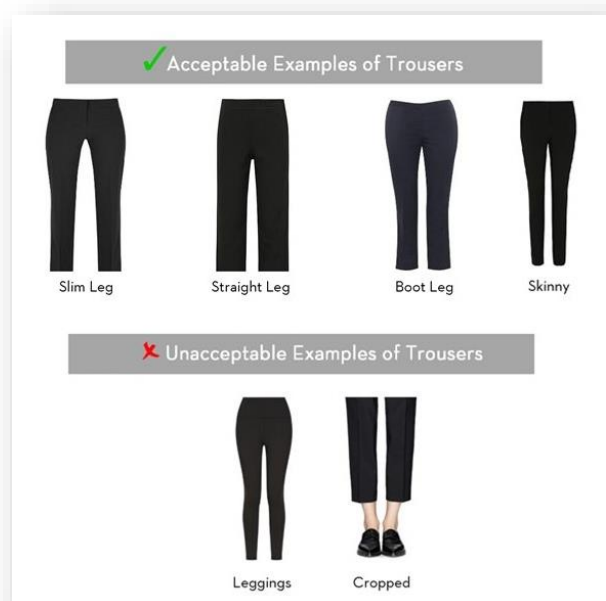 Acceptable Examples of Trousers
Slim Leg
Straight Leg
Boot Leg
Skinny
Unacceptable Examples of Trousers
Leggings
Cropped